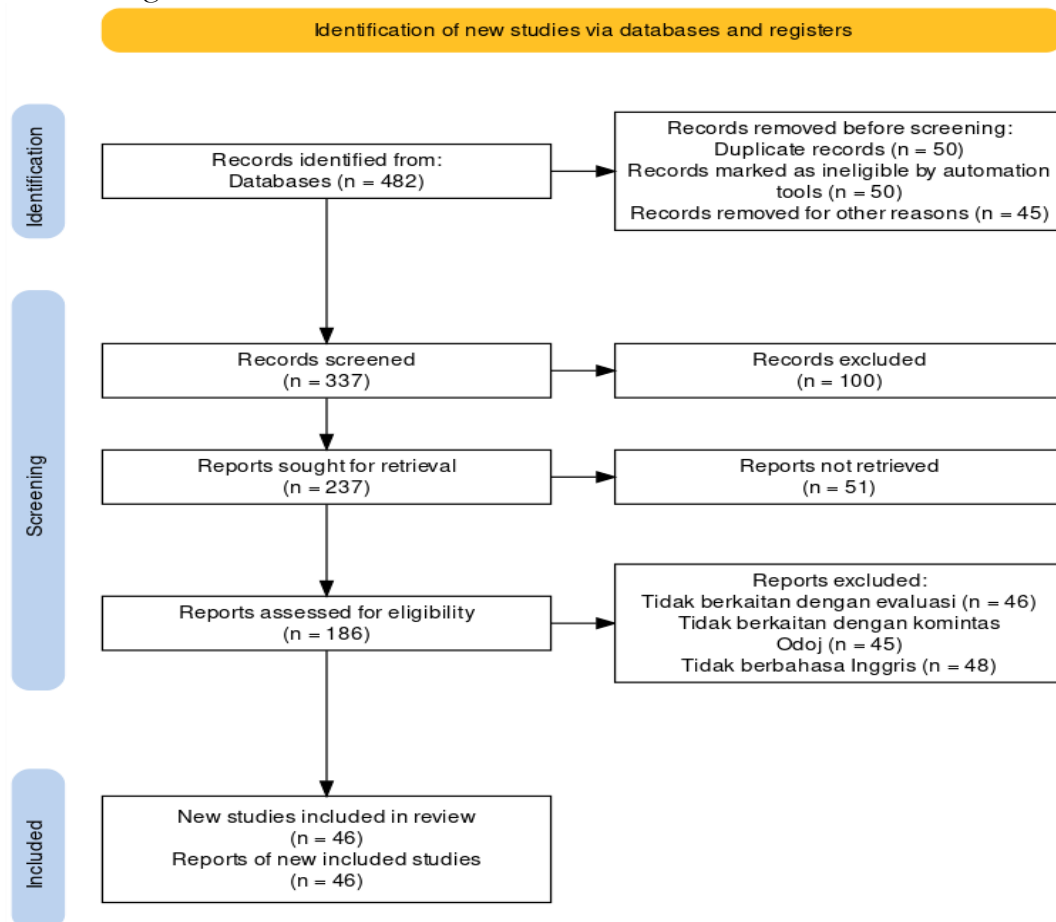 Identification of new studies via databases and registers
Identification
Records identified from:
Databases (n = 482)
Records removed before screening:
Duplicate records (n = 50)
Records marked as ineligible by automation
tools (n = 50)
Records removed for other reasons (n = 45)
Screening
Records screened
(n = 337)
Records excluded
(n = 100)
Reports sought for retrieval
(n = 237)
Reports not retrieved
(n = 51)
Reports assessed for eligibility
(n = 186)
Reports excluded:
Tidak berkaitan dengan evaluasi (n = 46)
Tidak berkaitan dengan komintas
Odoj (n = 45)
Tidak berbahasa Inggris (n = 48)
Included
New studies included in review
(n = 46)
Reports of new included studies
(n = 46)